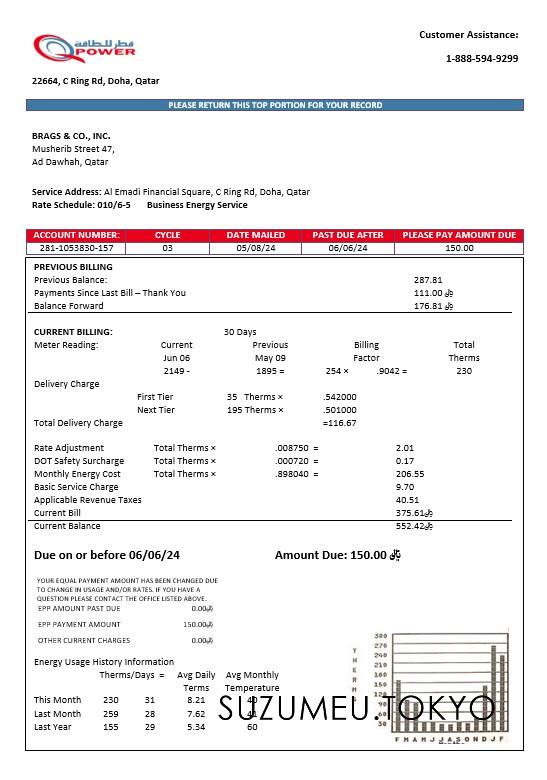 قطر للطاقة
QPOWER
Customer Assistance:
1-888-594-9299
22664, C Ring Rd, Doha, Qatar
PLEASE RETURN THIS TOP PORTION FOR YOUR RECORD
BRAGS & CO., INC.
Musherib Street 47,
Ad Dawhah, Qatar
Service Address: Al Emadi Financial Square, C Ring Rd, Doha, Qatar
Rate Schedule: 010/6-5 Business Energy Service
ACCOUNT NUMBER: CYCLE DATE MAILED PAST DUE AFTER PLEASE PAY AMOUNT DUE
281-1053830-157 03 05/08/24 06/06/24 150.00
PREVIOUS BILLING
Previous Balance: 287.81
Payments Since Last Bill – Thank You 111.00 ﷼
Balance Forward 176.81 ﷼
CURRENT BILLING: 30 Days
Meter Reading: Current Previous Billing Total
Jun 06 May 09 Factor Therms
2149 - 1895 = 254 × .9042 = 230
Delivery Charge
First Tier 35 Therms × .542000
Next Tier 195 Therms × .501000
Total Delivery Charge =116.67
Rate Adjustment Total Therms × .008750 = 2.01
DOT Safety Surcharge Total Therms × .000720 = 0.17
Monthly Energy Cost Total Therms × .898040 = 206.55
Basic Service Charge 9.70
Applicable Revenue Taxes 40.51
Current Bill 375.61﷼
Current Balance 552.42﷼
Due on or before 06/06/24 Amount Due: 150.00 ﷼
YOUR EQUAL PAYMENT AMOUNT HAS BEEN CHANGED DUE
TO CHANGE IN USAGE AND/OR RATES. IF YOU HAVE A
QUESTION PLEASE CONTACT THE OFFICE LISTED ABOVE.
EPP AMOUNT PAST DUE 0.00﷼
EPP PAYMENT AMOUNT 150.00﷼
OTHER CURRENT CHARGES 0.00﷼
Energy Usage History Information
Therms/Days = Avg Daily Avg Monthly
Terms Temperature
This Month 230 31 8.21
Last Month 259 28 7.62
Last Year 155 29 5.34 60
THERMS
300
270
240
210
180
150
120
90
60
30
F M A M J J A S O N D J F
SUZUMEU.TOKYO